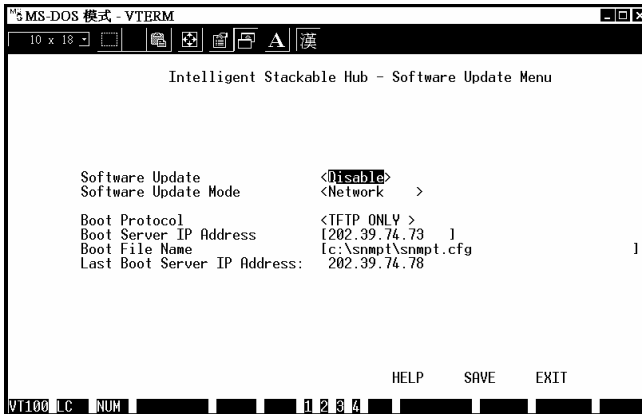 MS-DOS 模式 - VTERM
10 x 18 A 漢
Intelligent Stackable Hub - Software Update Menu
Software Update <Disable>
Software Update Mode <Network >
Boot Protocol <TFTP ONLY >
Boot Server IP Address [202.39.74.73 ]
Boot File Name [c:\snmpt\snmpt.cfg ]
Last Boot Server IP Address: 202.39.74.78
HELP SAVE EXIT
VT100 LC NUM 1 2 3 4